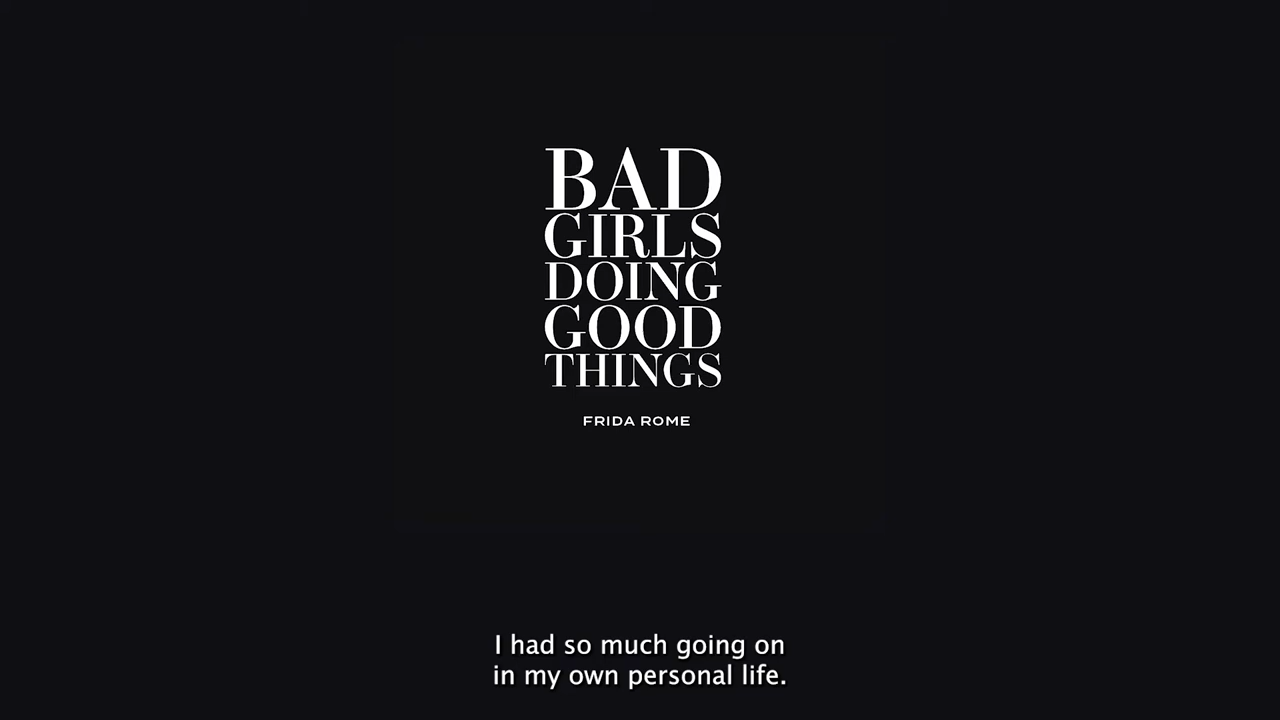 BAD
GIRLS
DOING
GOOD
THINGS
FRIDA ROME
I had so much going on
in my own personal life.